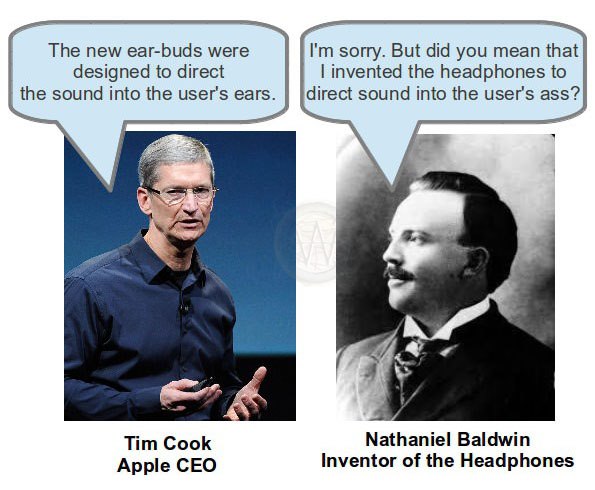 The new ear-buds were
designed to direct
the sound into the user's ears.
I'm sorry. But did you mean that
I invented the headphones to
direct sound into the user's ass?
Tim Cook
Apple CEO
Nathaniel Baldwin
Inventor of the Headphones